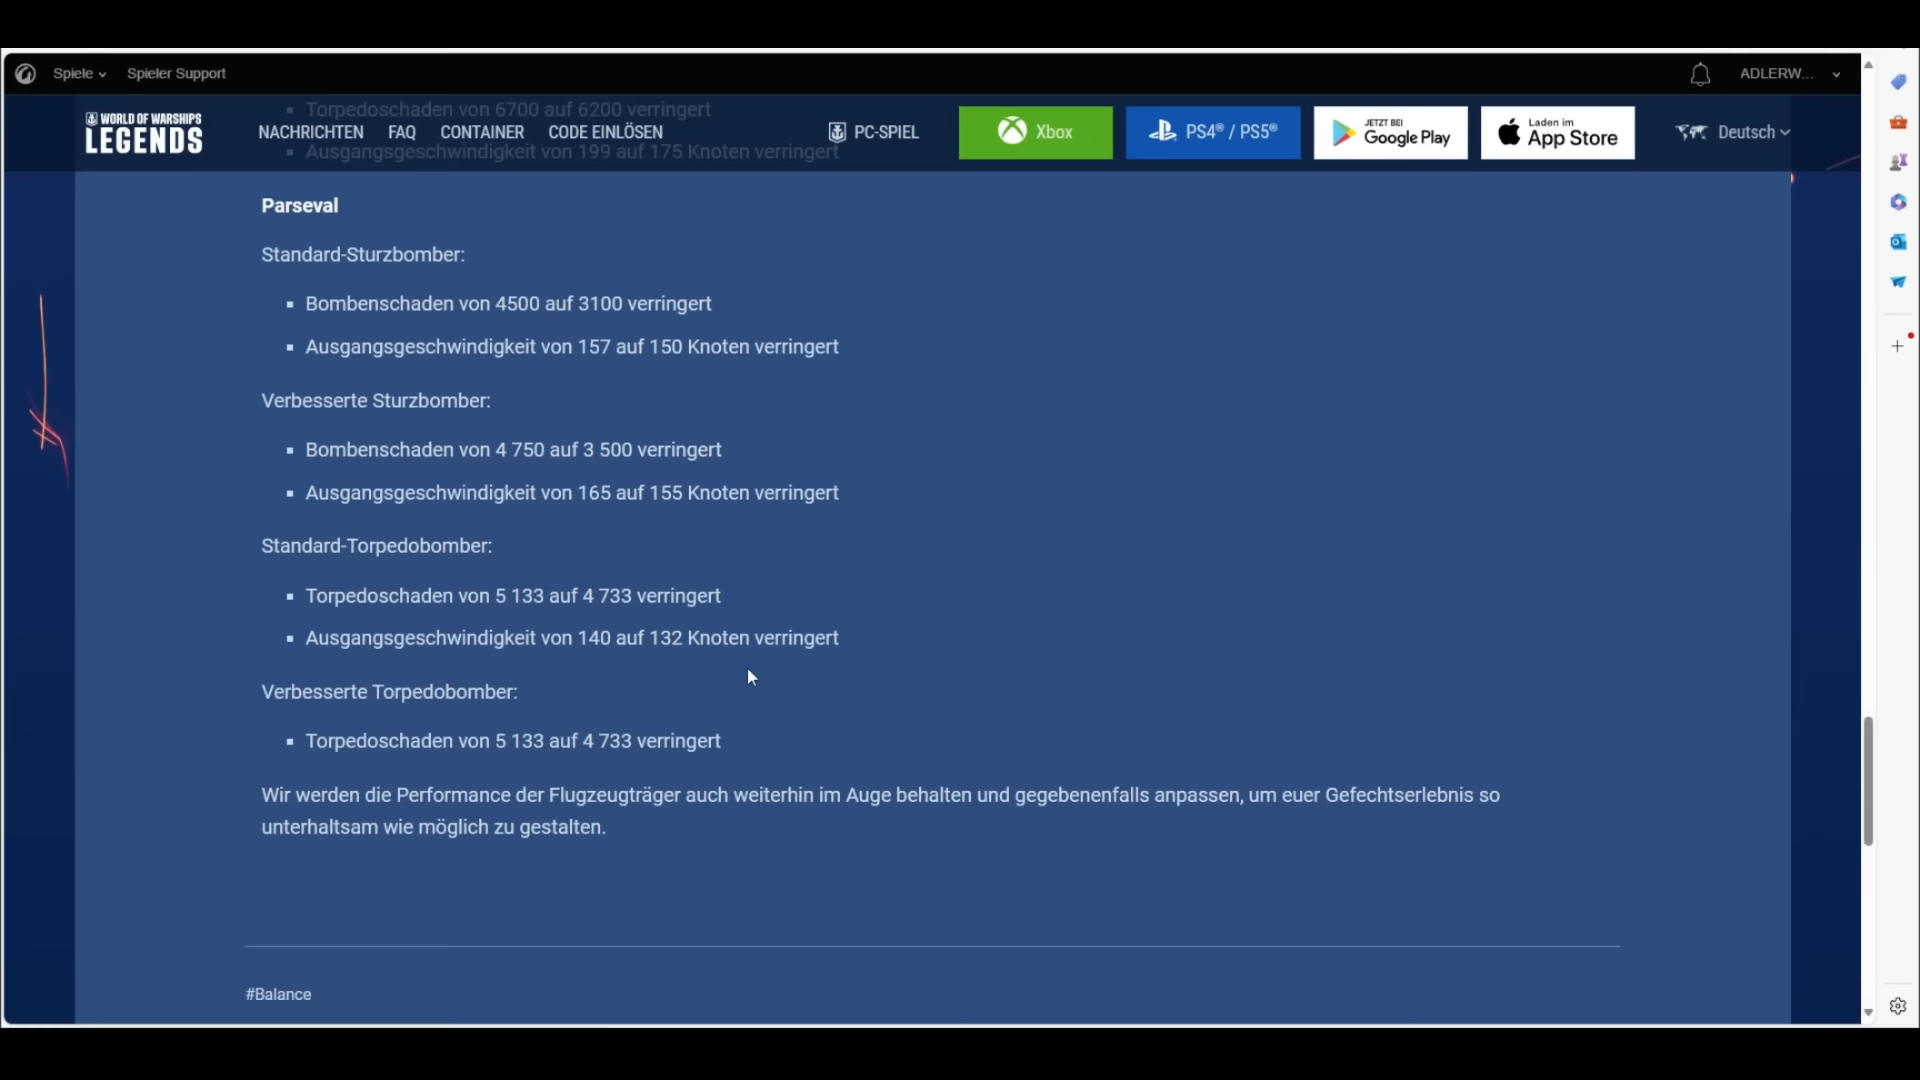 Spiele
Spieler Support
ADLERW...
Torpedoschaden von 6700 auf 6200 verringert
WORLD OF WARSHIPS
LEGENDS
NACHRICHTEN
FAQ
CONTAINER
CODE EINLÖSEN
PC-SPIEL
Xbox
PS4® / PS5®
JETZT BEI
Google Play
Laden im
App Store
Deutsch
Ausgangsgeschwindigkeit von 199 auf 175 Knoten verringert
Parseval
Standard-Sturzbomber:
Bombenschaden von 4500 auf 3100 verringert
Ausgangsgeschwindigkeit von 157 auf 150 Knoten verringert
Verbesserte Sturzbomber:
Bombenschaden von 4 750 auf 3 500 verringert
Ausgangsgeschwindigkeit von 165 auf 155 Knoten verringert
Standard-Torpedobomber:
Torpedoschaden von 5 133 auf 4 733 verringert
Ausgangsgeschwindigkeit von 140 auf 132 Knoten verringert
Verbesserte Torpedobomber:
Torpedoschaden von 5 133 auf 4 733 verringert
Wir werden die Performance der Flugzeugträger auch weiterhin im Auge behalten und gegebenenfalls anpassen, um euer Gefechtserlebnis so
unterhaltsam wie möglich zu gestalten.
#Balance